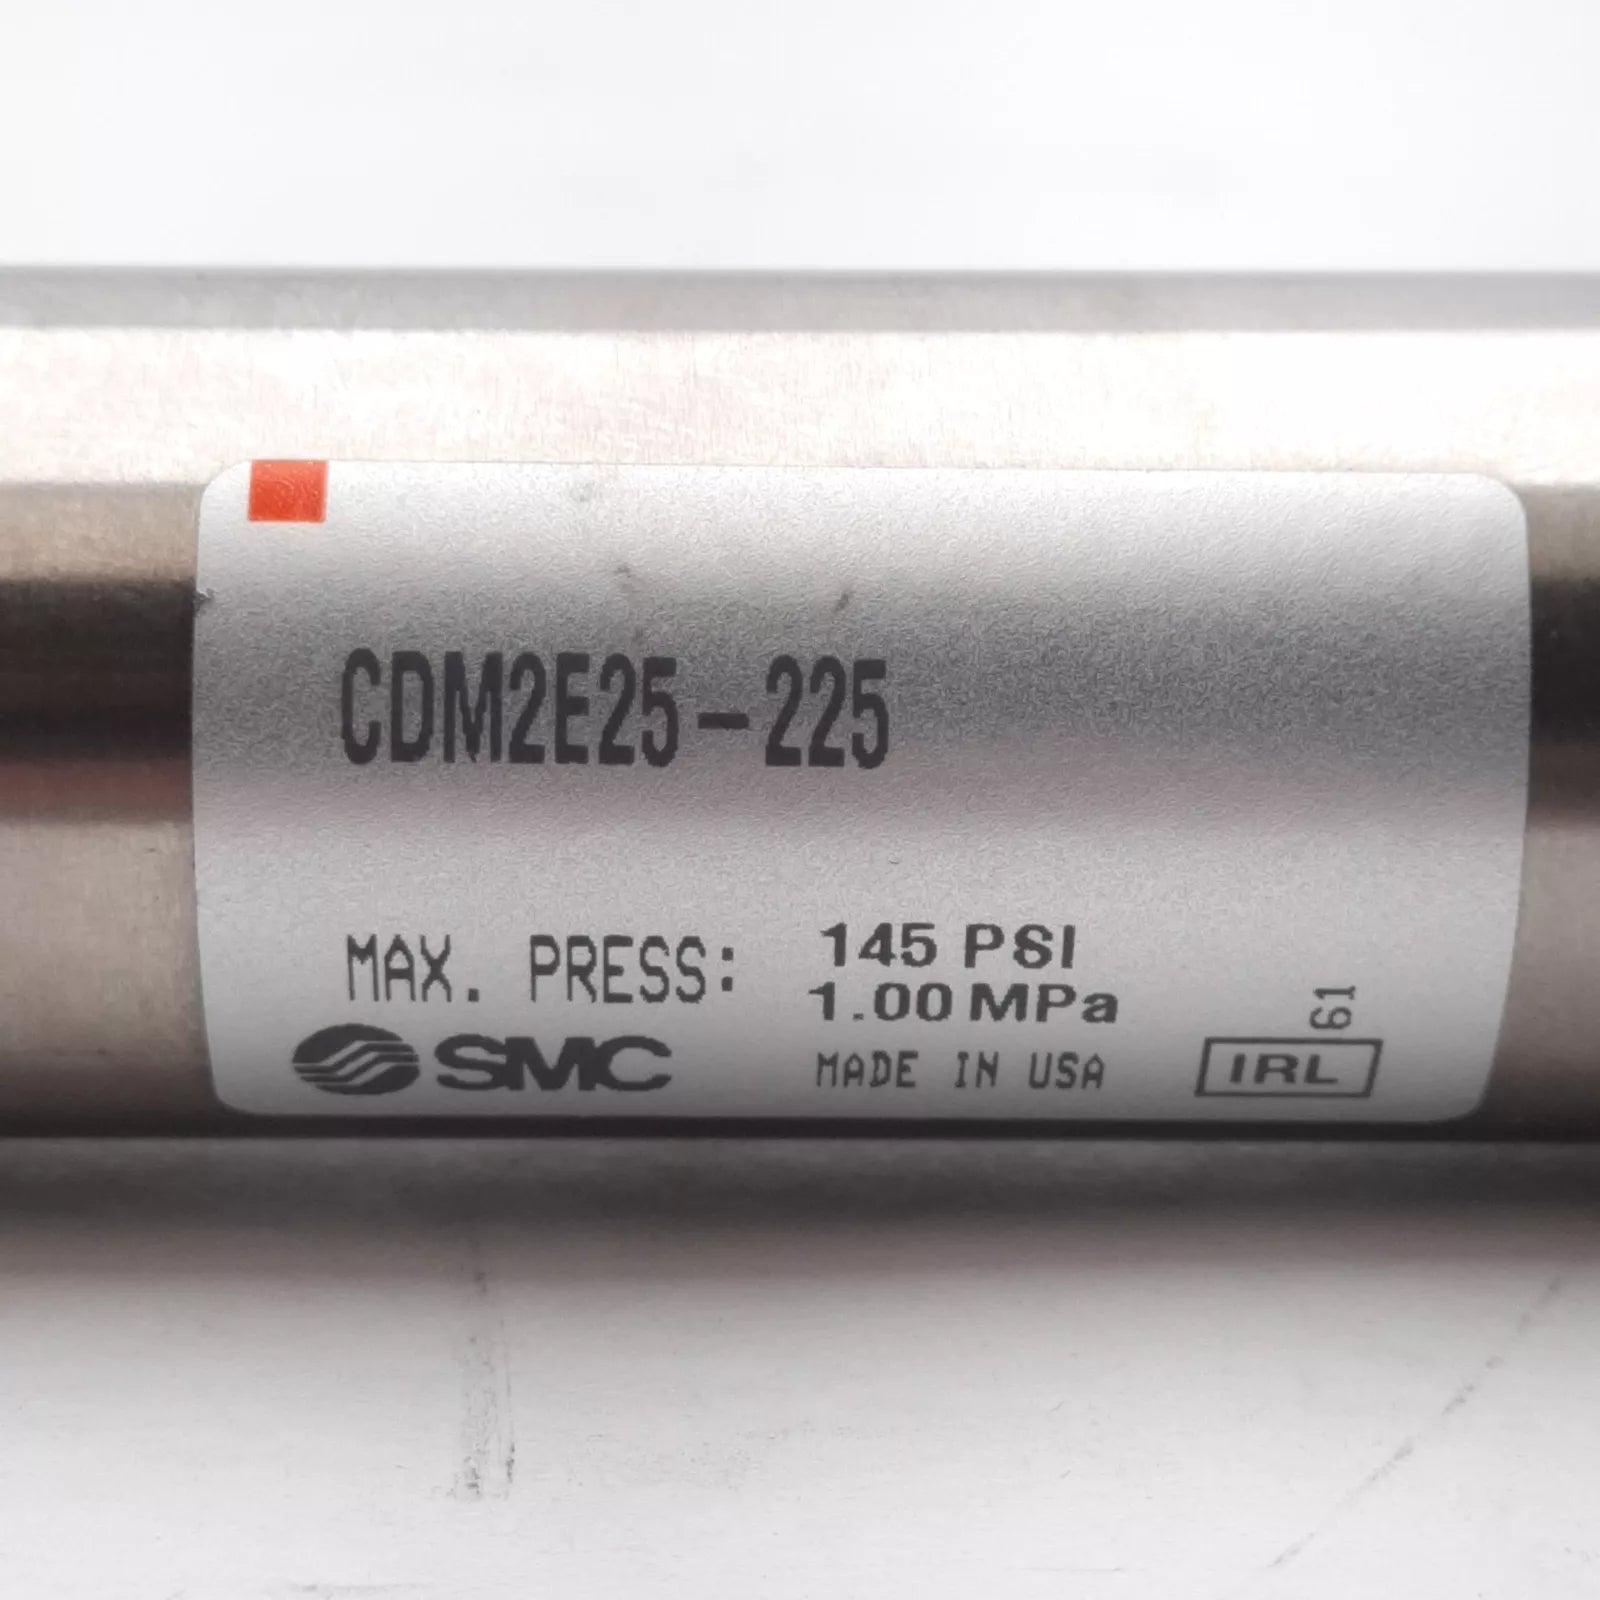 CDM2E25-225
MAX. PRESS: 145 PSI
1.00 MPa
SMC MADE IN USA IRL
61